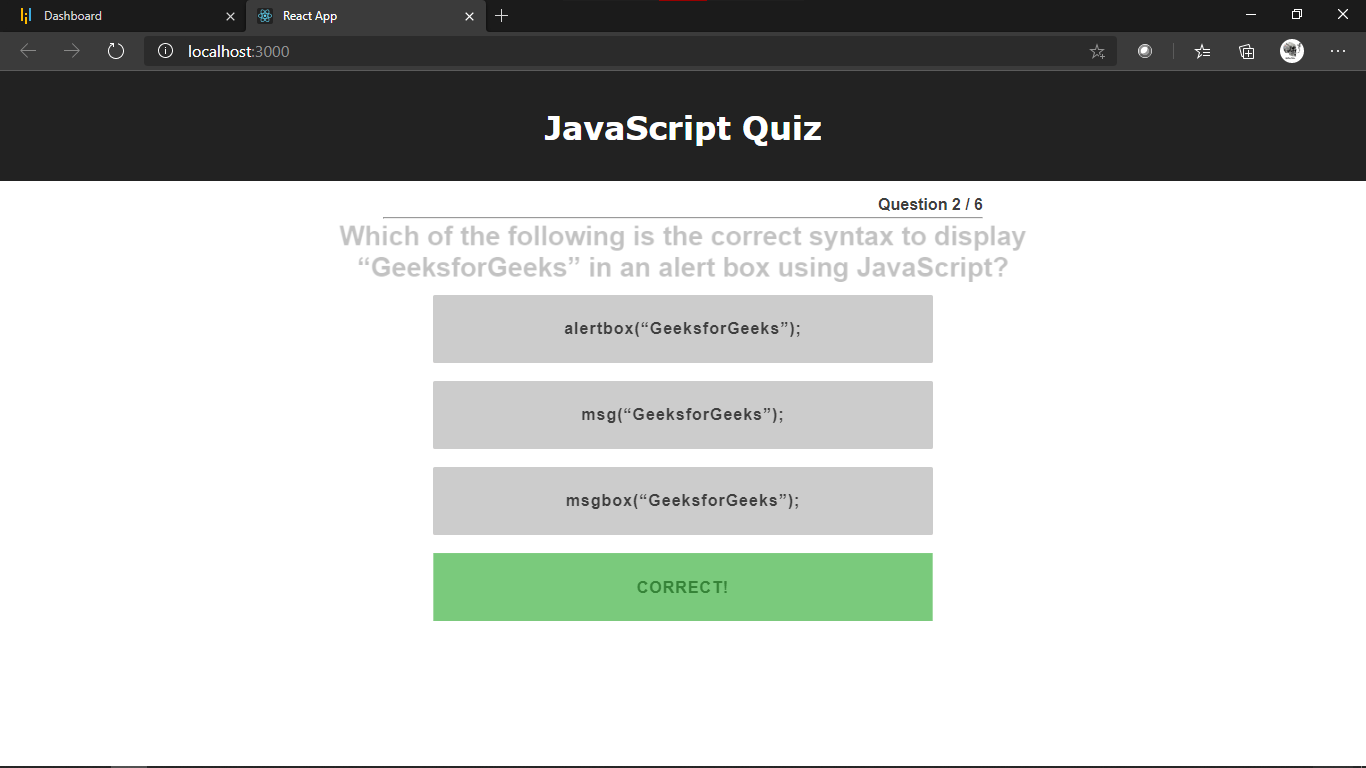 Dashboard
React App
localhost:3000
JavaScript Quiz
Question 2 / 6
Which of the following is the correct syntax to display
“GeeksforGeeks” in an alert box using JavaScript?
alertbox(“GeeksforGeeks”);
msg(“GeeksforGeeks”);
msgbox(“GeeksforGeeks”);
CORRECT!